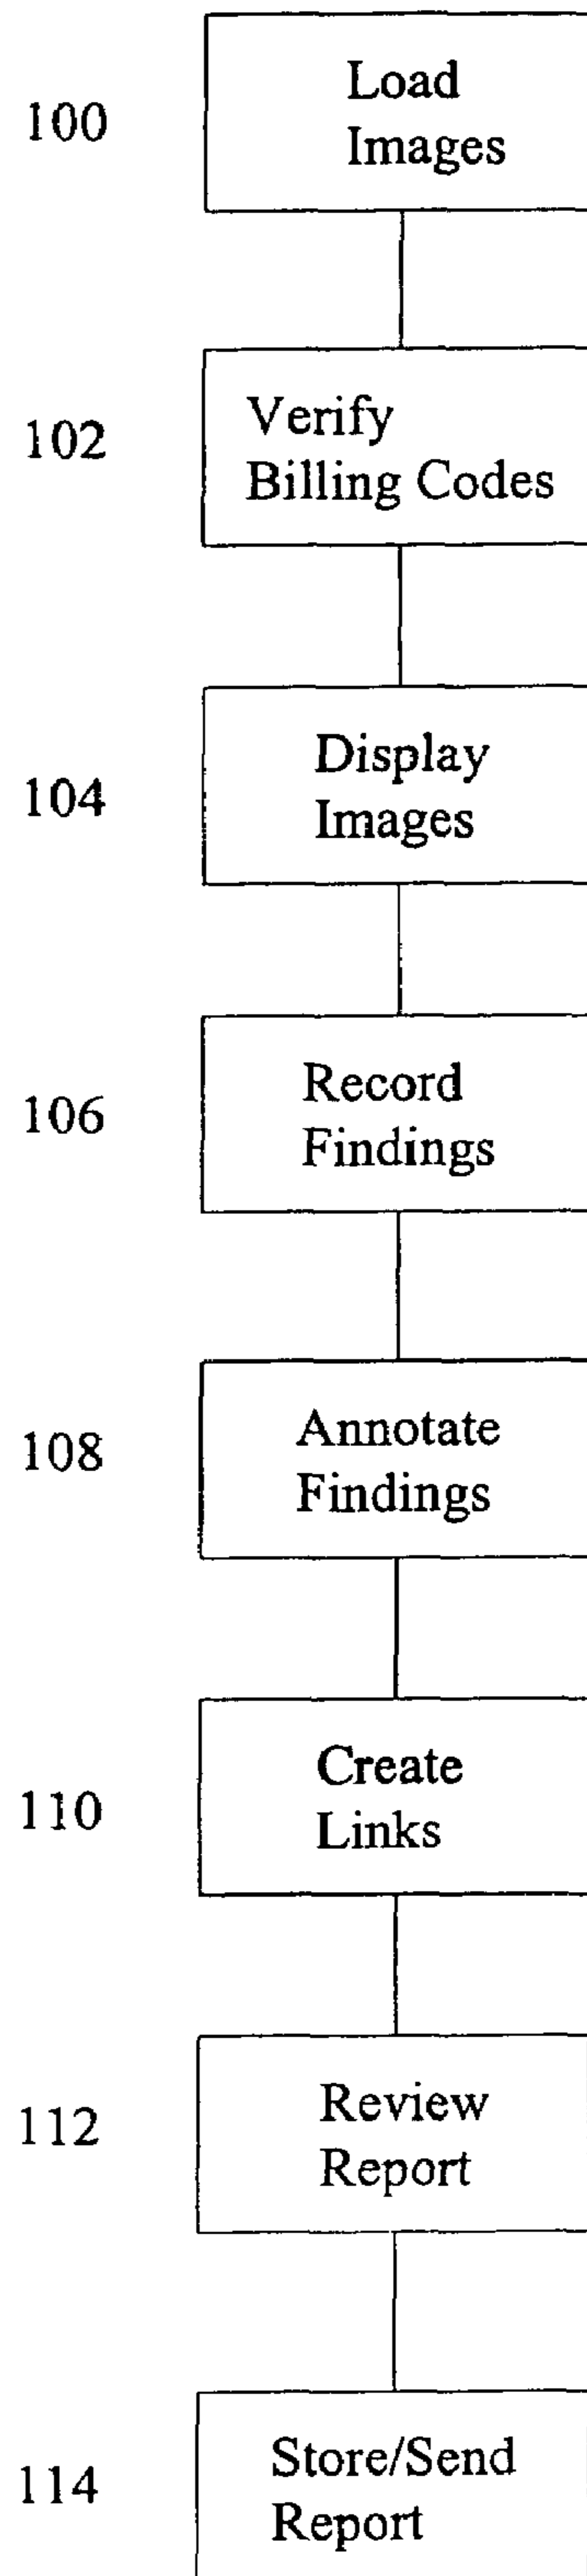 100
Load
Images
102
Verify
Billing Codes
104
Display
Images
106
Record
Findings
108
Annotate
Findings
110
Create
Links
112
Review
Report
114
Store/Send
Report